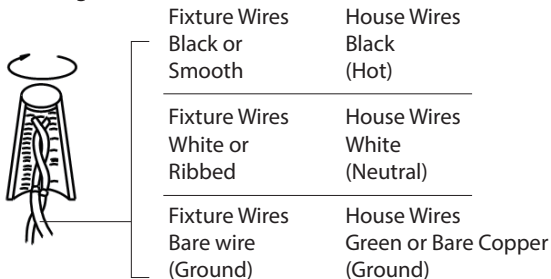 Fixture Wires House Wires
Black or Black
Smooth (Hot)
Fixture Wires House Wires
White or White
Ribbed (Neutral)
Fixture Wires House Wires
Bare wire Green or Bare Copper
(Ground) (Ground)